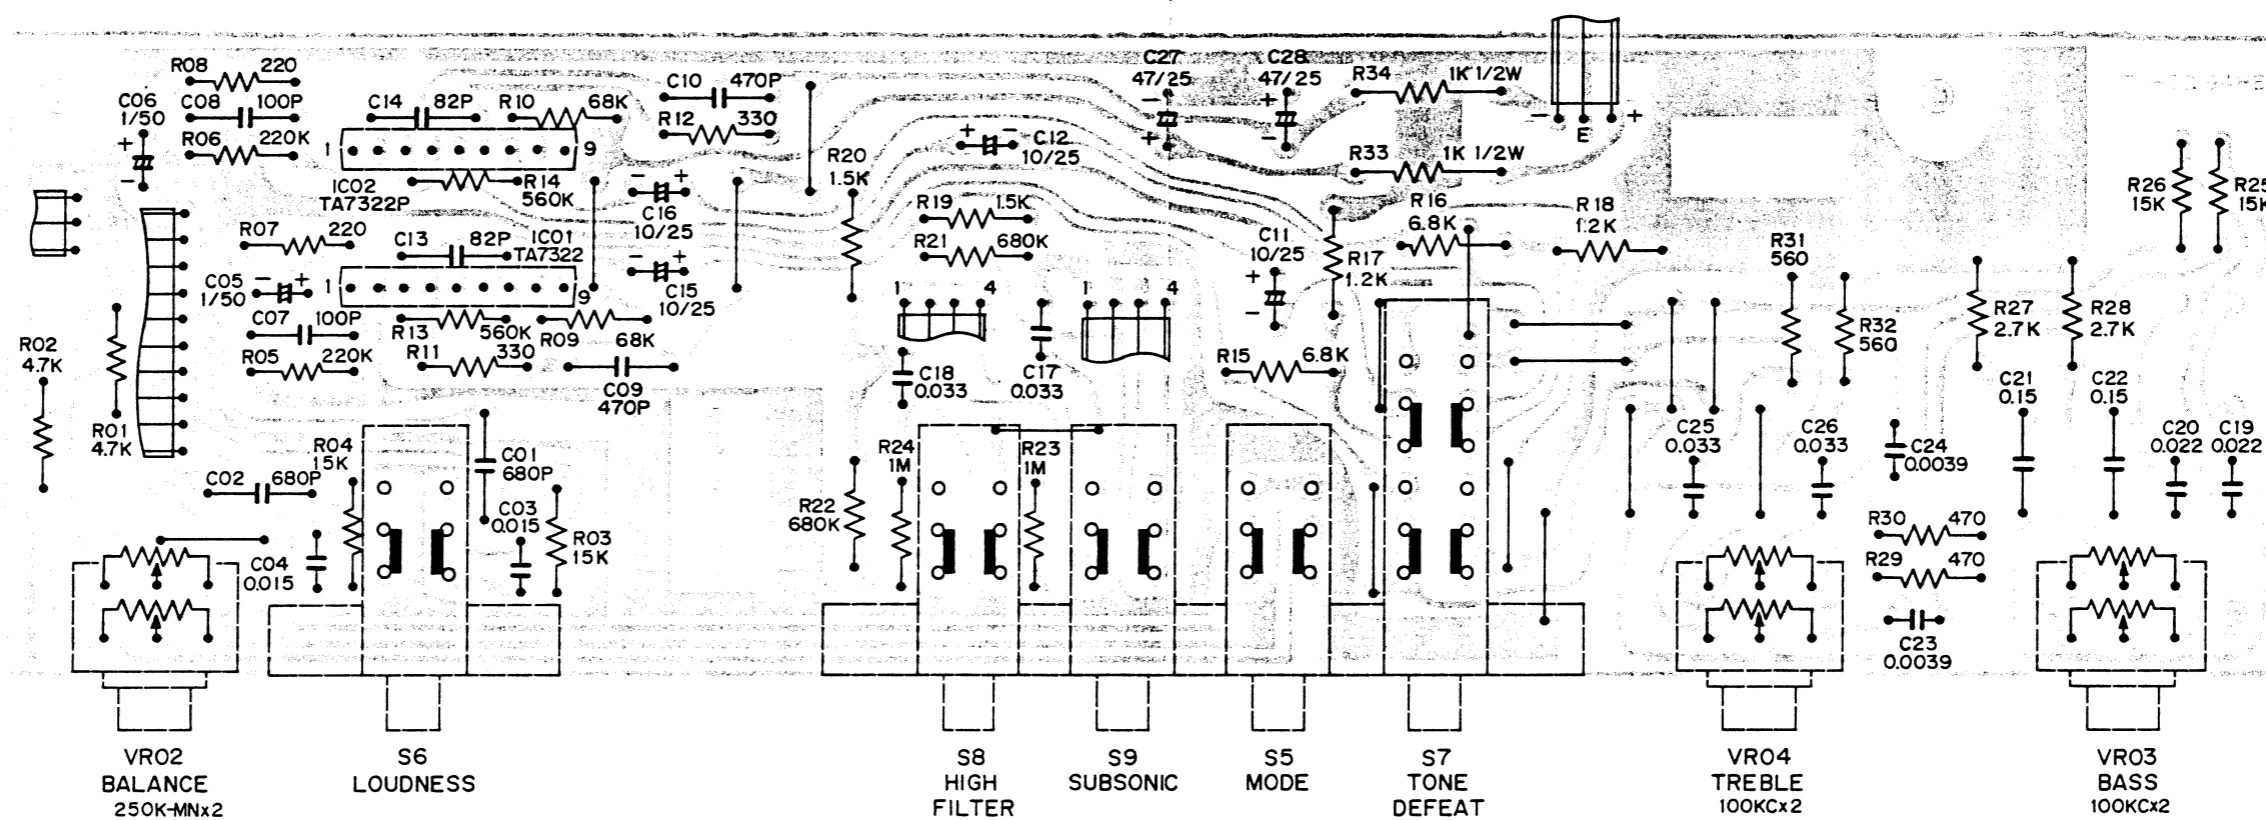 R08 220
C06
1/50
C08 100P
R06 220K
C14 82P
R10 68K
C10 470P
R12 330
1 9
IC02
TA7322P
R14
560K
R07 220
C13 82P
IC01
TA7322
C16
10/25
C15
10/25
C05
1/50
1 9
C07 100P
R05 220K
R13 560K
R11 330
R09 68K
C09
470P
R02
4.7K
R01
4.7K
C02 680P
R04
15K
C01
680P
C03
0.015
R03
15K
C04
0.015
R20
1.5K
R19 1.5K
R21 680K
C12
10/25
C27
47/25
C28
47/25
R34 1K 1/2W
R33 1K 1/2W
- E +
R16
6.8K
R18
1.2K
C11
10/25
R17
1.2K
1 4
1 4
C18
0.033
C17
0.033
R15 6.8K
R22
680K
R24
1M
R23
1M
R31
560
R32
560
R27
2.7K
R28
2.7K
R26
15K
R25
15K
C25
0.033
C26
0.033
C24
0.0039
C21
0.15
C22
0.15
C20
0.022
C19
0.022
R30 470
R29 470
C23
0.0039
VR02
BALANCE
250K-MNx2
S6
LOUDNESS
S8
HIGH
FILTER
S9
SUBSONIC
S5
MODE
S7
TONE
DEFEAT
VR04
TREBLE
100KCx2
VR03
BASS
100KCx2